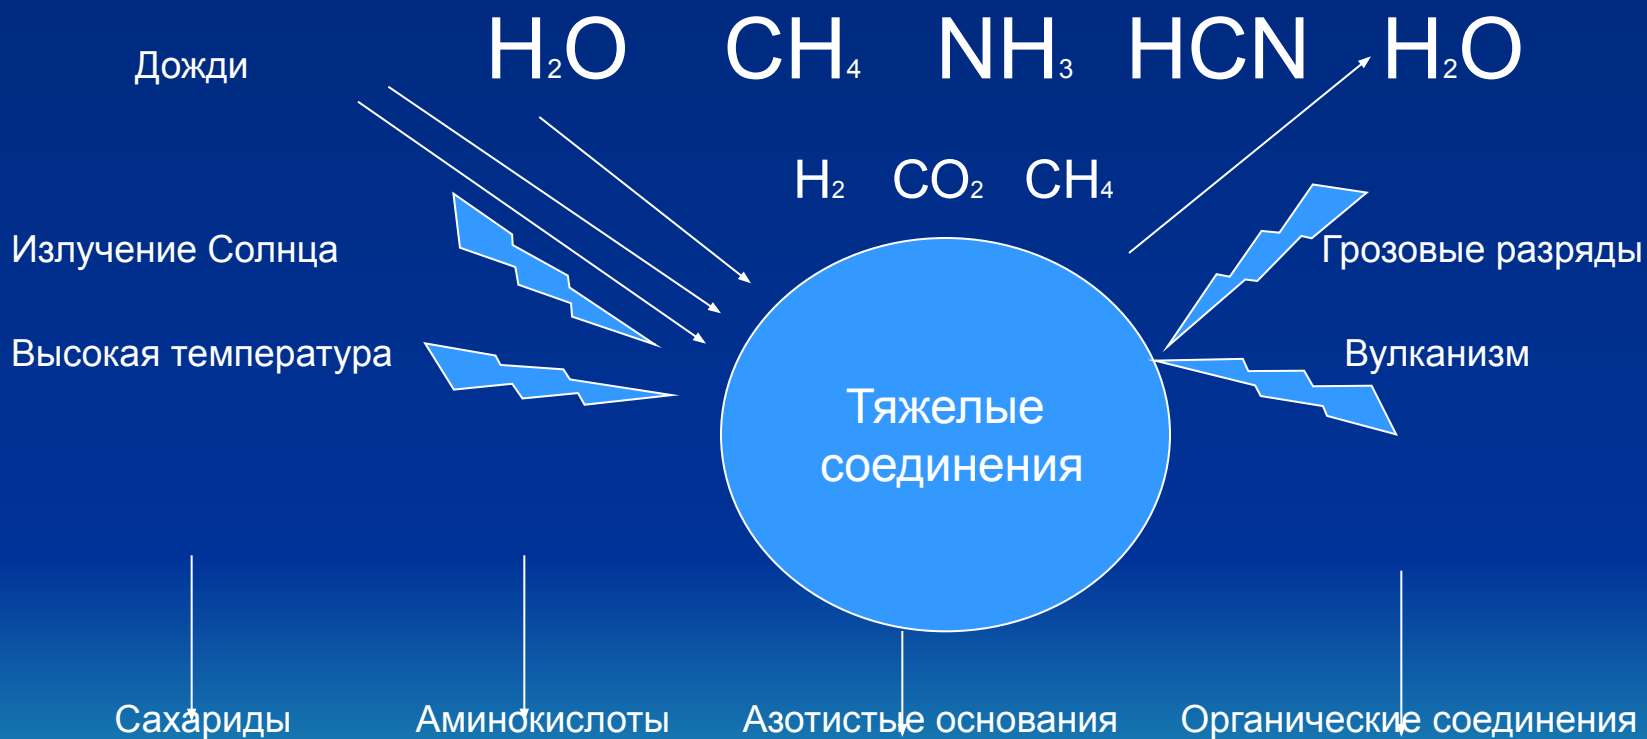 Дожди H₂O CH₄ NH₃ HCN H₂O
H₂ CO₂ CH₄
Излучение Солнца Грозовые разряды
Высокая температура Вулканизм
Тяжелые
соединения
Сахариды Аминокислоты Азотистые основания Органические соединения